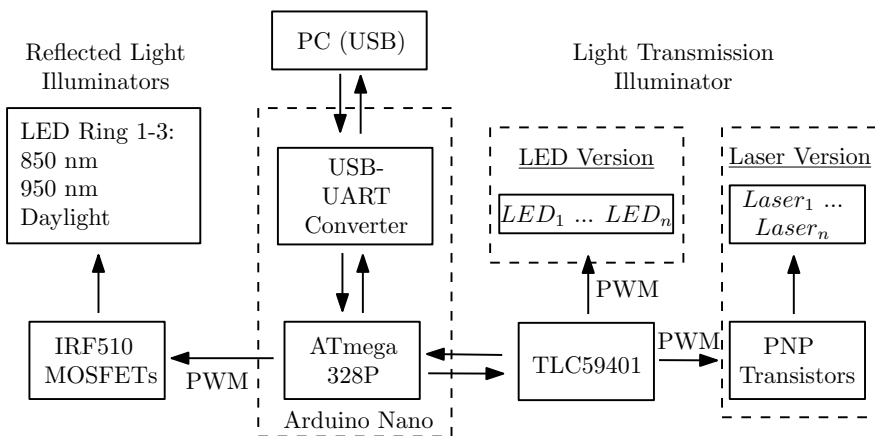 PC (USB)
Reflected Light
Illuminators
Light Transmission
Illuminator
LED Ring 1-3:
850 nm
950 nm
Daylight
USB-
UART
Converter
LED Version
LED₁ ... LEDₙ
Laser Version
Laser₁ ...
Laserₙ
PWM
IRF510
MOSFETs
PWM
ATmega
328P
Arduino Nano
TLC59401
PWM
PNP
Transistors